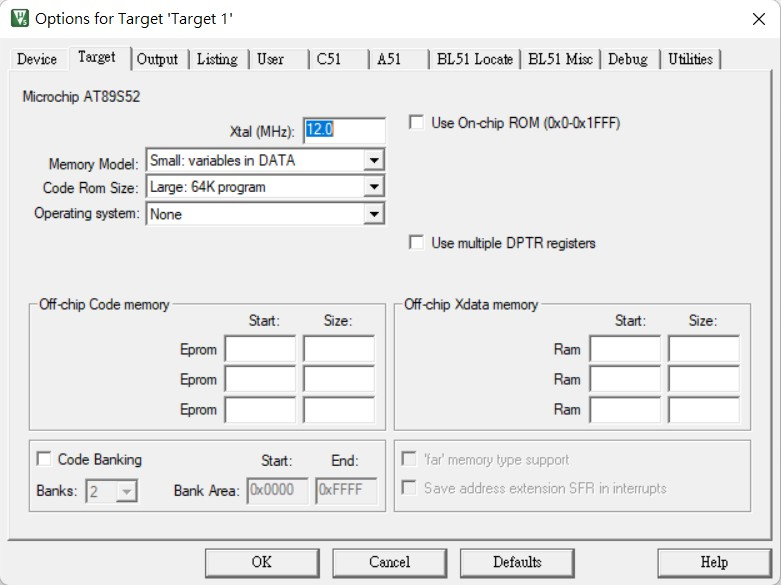 Options for Target 'Target 1'
Device Target Output Listing User C51 A51 BL51 Locate BL51 Misc Debug Utilities
Microchip AT89S52
Xtal (MHz): 12.0
Use On-chip ROM (0x0-0x1FFF)
Memory Model: Small: variables in DATA
Code Rom Size: Large: 64K program
Operating system: None
Use multiple DPTR registers
Off-chip Code memory
Start: Size:
Eprom
Eprom
Eprom
Off-chip Xdata memory
Start: Size:
Ram
Ram
Ram
Code Banking Start: End:
Banks: 2 Bank Area: 0x0000 0xFFFF
'far' memory type support
Save address extension SFR in interrupts
OK Cancel Defaults Help